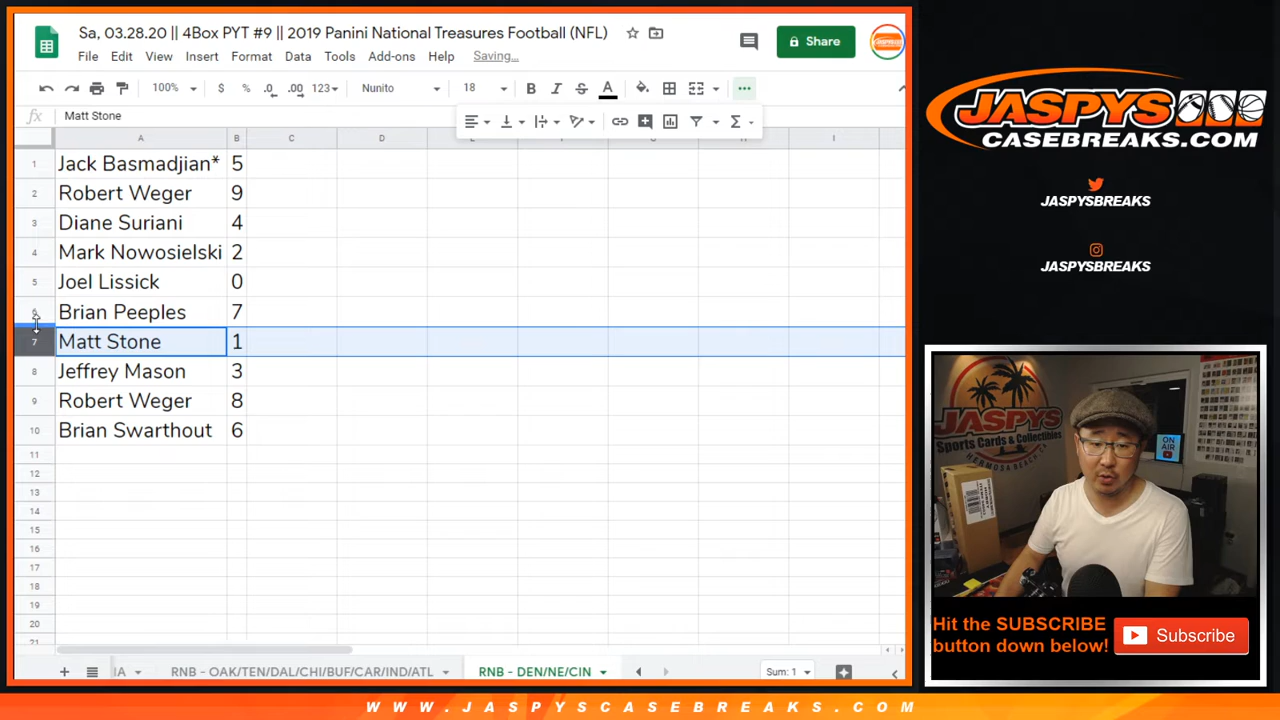 Sa, 03.28.20 || 4Box PYT #9 || 2019 Panini National Treasures Football (NFL)
File Edit View Insert Format Data Tools Add-ons Help Saving...
Share
100% $ % .0 .00 123 Nunito 18 B I S A
fx Matt Stone
A B C D I
1 Jack Basmadjian* 5
2 Robert Weger 9
3 Diane Suriani 4
4 Mark Nowosielski 2
5 Joel Lissick 0
6 Brian Peeples 7
7 Matt Stone 1
8 Jeffrey Mason 3
9 Robert Weger 8
10 Brian Swarthout 6
11
12
13
14
15
16
17
18
19
20
21
IA RNB - OAK/TEN/DAL/CHI/BUF/CAR/IND/ATL RNB - DEN/NE/CIN Sum: 1
JASPYS
CASEBREAKS.COM
JASPYSBREAKS
JASPYSBREAKS
JASPYS
Sports Cards & Collectibles
HERMOSA BEACH, CA
ON AIR
Hit the SUBSCRIBE
button down below!
Subscribe
WWW.JASPYSCASEBREAKS.COM